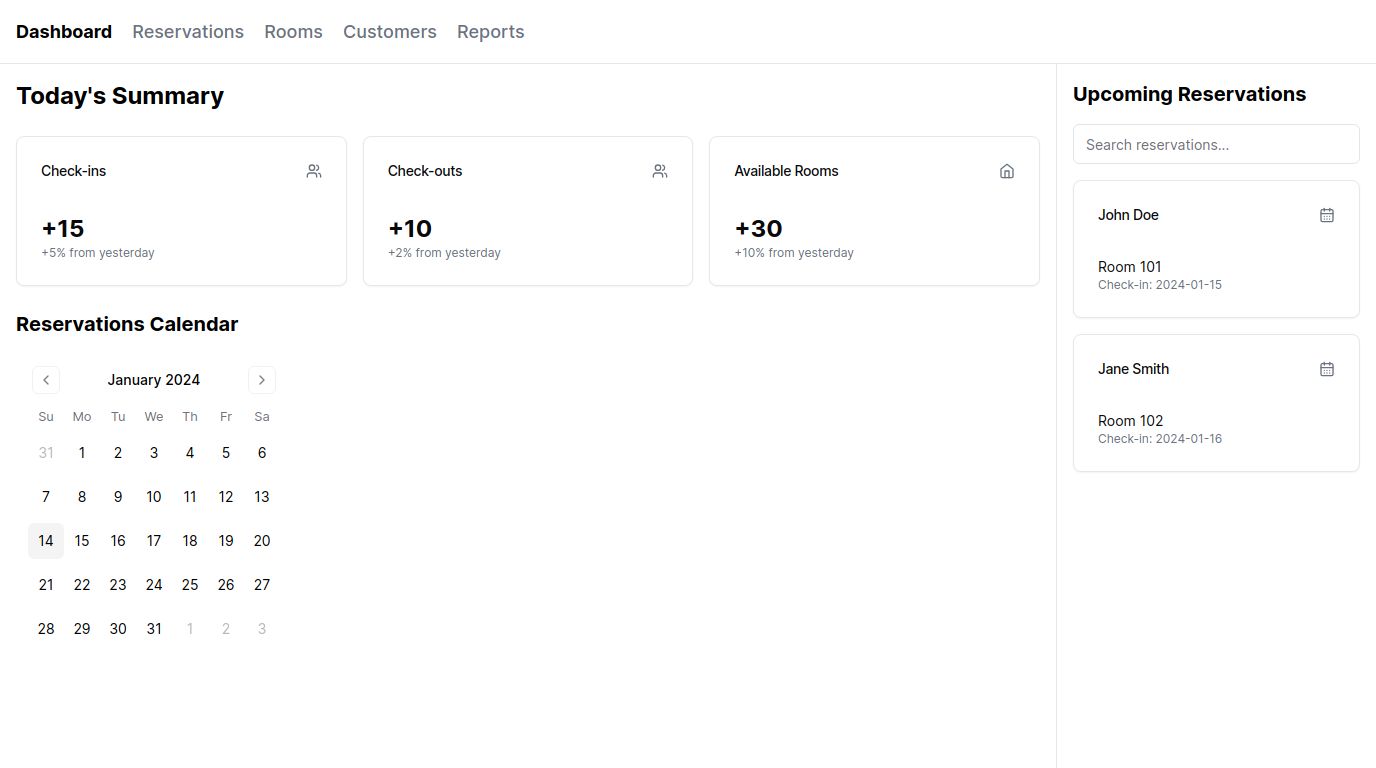 Dashboard Reservations Rooms Customers Reports
Today's Summary
Check-ins
+15
+5% from yesterday
Check-outs
+10
+2% from yesterday
Available Rooms
+30
+10% from yesterday
Reservations Calendar
January 2024
Su Mo Tu We Th Fr Sa
31 1 2 3 4 5 6
7 8 9 10 11 12 13
14 15 16 17 18 19 20
21 22 23 24 25 26 27
28 29 30 31 1 2 3
Upcoming Reservations
Search reservations...
John Doe
Room 101
Check-in: 2024-01-15
Jane Smith
Room 102
Check-in: 2024-01-16